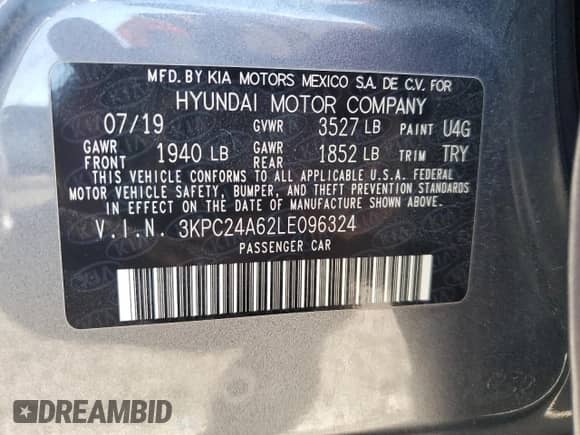 MFD. BY KIA MOTORS MEXICO S.A. DE C.V. FOR
HYUNDAI MOTOR COMPANY
07/19 GVWR 3527 LB PAINT U4G
GAWR FRONT 1940 LB GAWR REAR 1852 LB TRIM TRY
THIS VEHICLE CONFORMS TO ALL APPLICABLE U.S.A. FEDERAL
MOTOR VEHICLE SAFETY, BUMPER, AND THEFT PREVENTION STANDARDS
IN EFFECT ON THE DATE OF MANUFACTURE SHOWN ABOVE.
V.I.N. 3KPC24A62LE096324
PASSENGER CAR
DREAMBID